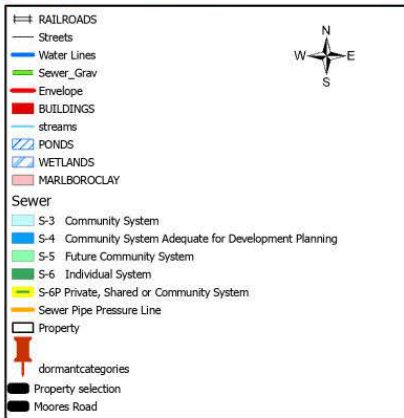 RAILROADS
Streets
Water Lines
Sewer_Grav
Envelope
BUILDINGS
streams
PONDS
WETLANDS
MARLBOROCLAY
Sewer
S-3 Community System
S-4 Community System Adequate for Development Planning
S-5 Future Community System
S-6 Individual System
S-6P Private, Shared or Community System
Sewer Pipe Pressure Line
Property
dormantcategories
Property selection
Moores Road
N
W E
S